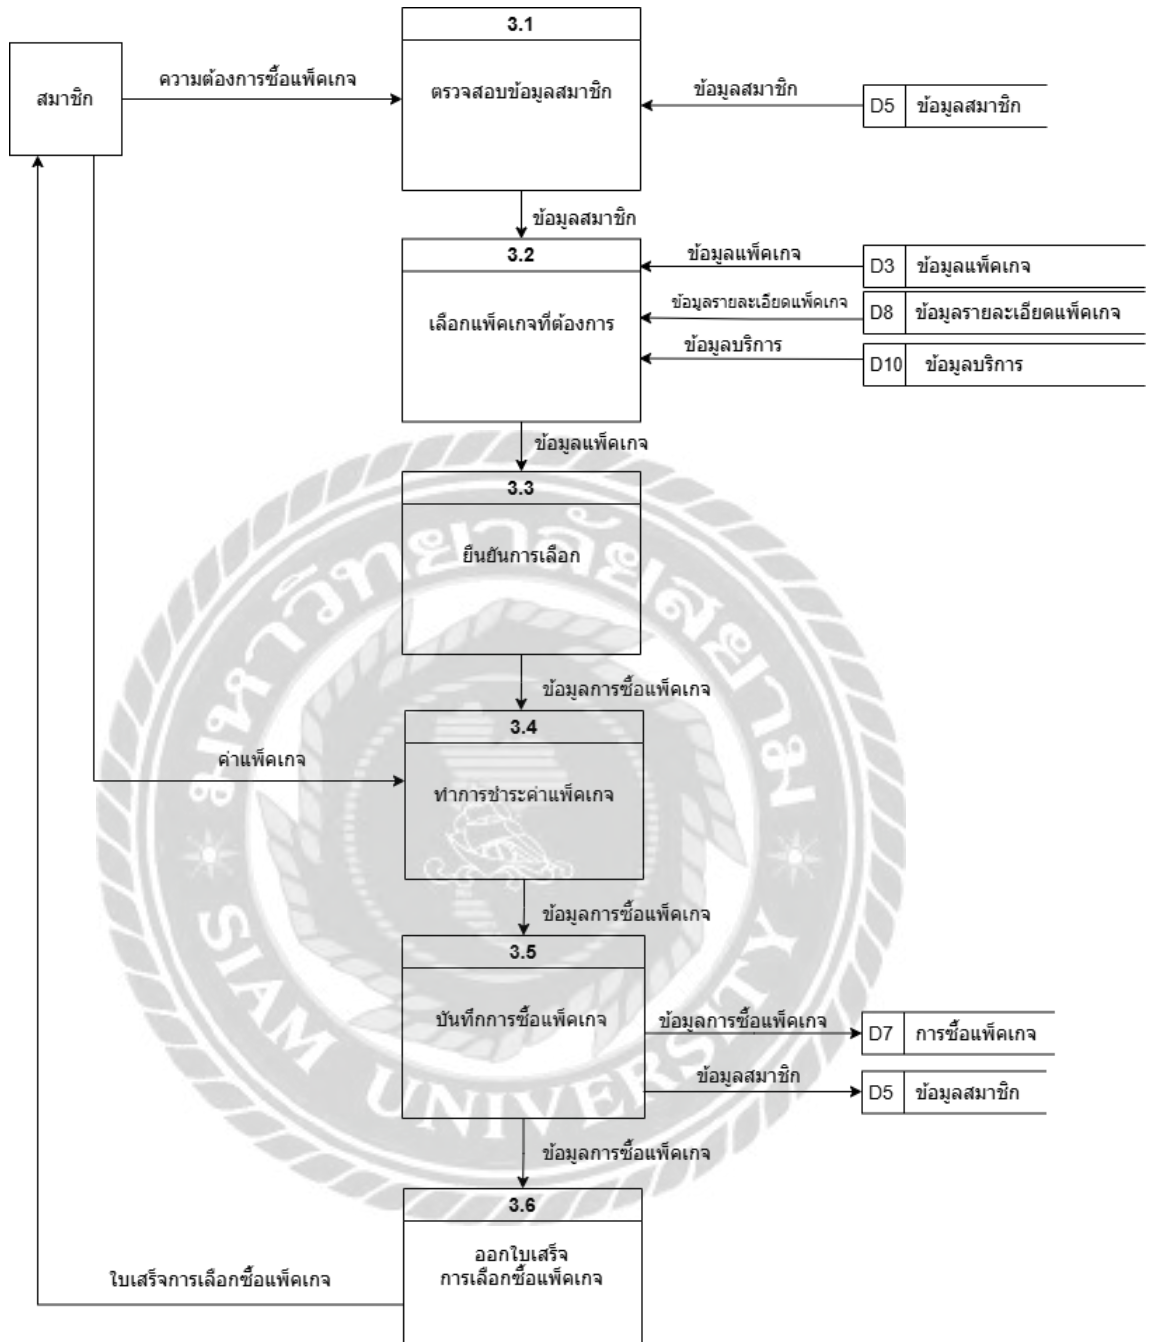 3.1
สมาชิก
ความต้องการซื้อแพ็คเกจ
ตรวจสอบข้อมูลสมาชิก
ข้อมูลสมาชิก
D5 ข้อมูลสมาชิก
ข้อมูลสมาชิก
3.2
เลือกแพ็คเกจที่ต้องการ
ข้อมูลแพ็คเกจ
D3 ข้อมูลแพ็คเกจ
ข้อมูลรายละเอียดแพ็คเกจ
D8 ข้อมูลรายละเอียดแพ็คเกจ
ข้อมูลบริการ
D10 ข้อมูลบริการ
ข้อมูลแพ็คเกจ
3.3
ยืนยันการเลือก
ข้อมูลการซื้อแพ็คเกจ
3.4
ค่าแพ็คเกจ
ทำการชำระค่าแพ็คเกจ
ข้อมูลการซื้อแพ็คเกจ
3.5
บันทึกการซื้อแพ็คเกจ
ข้อมูลการซื้อแพ็คเกจ
D7 การซื้อแพ็คเกจ
ข้อมูลสมาชิก
D5 ข้อมูลสมาชิก
ข้อมูลการซื้อแพ็คเกจ
3.6
ออกใบเสร็จ
การเลือกซื้อแพ็คเกจ
ใบเสร็จการเลือกซื้อแพ็คเกจ
มหาวิทยาลัยสยาม
SIAM UNIVERSITY